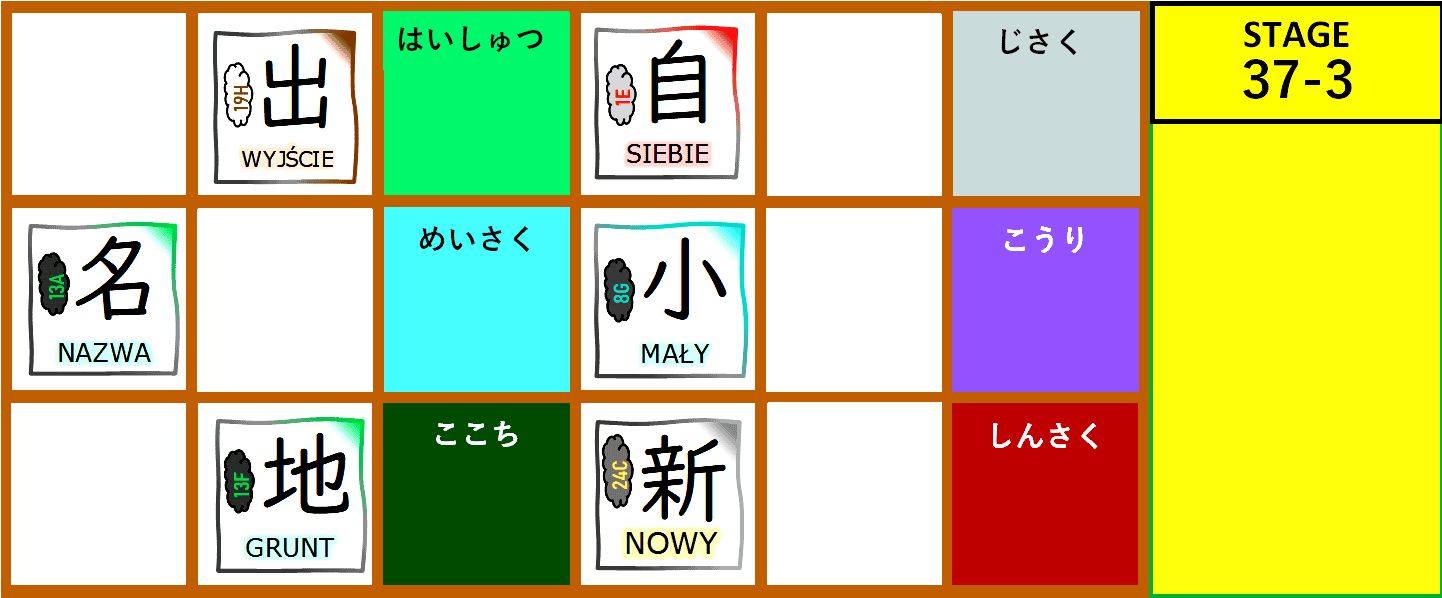 出
19H
WYJŚCIE
はいしゅつ
自
1E
SIEBIE
じさく
STAGE
37-3
名
13A
NAZWA
めいさく
小
8G
MAŁY
こうり
地
13F
GRUNT
ここち
新
24C
NOWY
しんさく